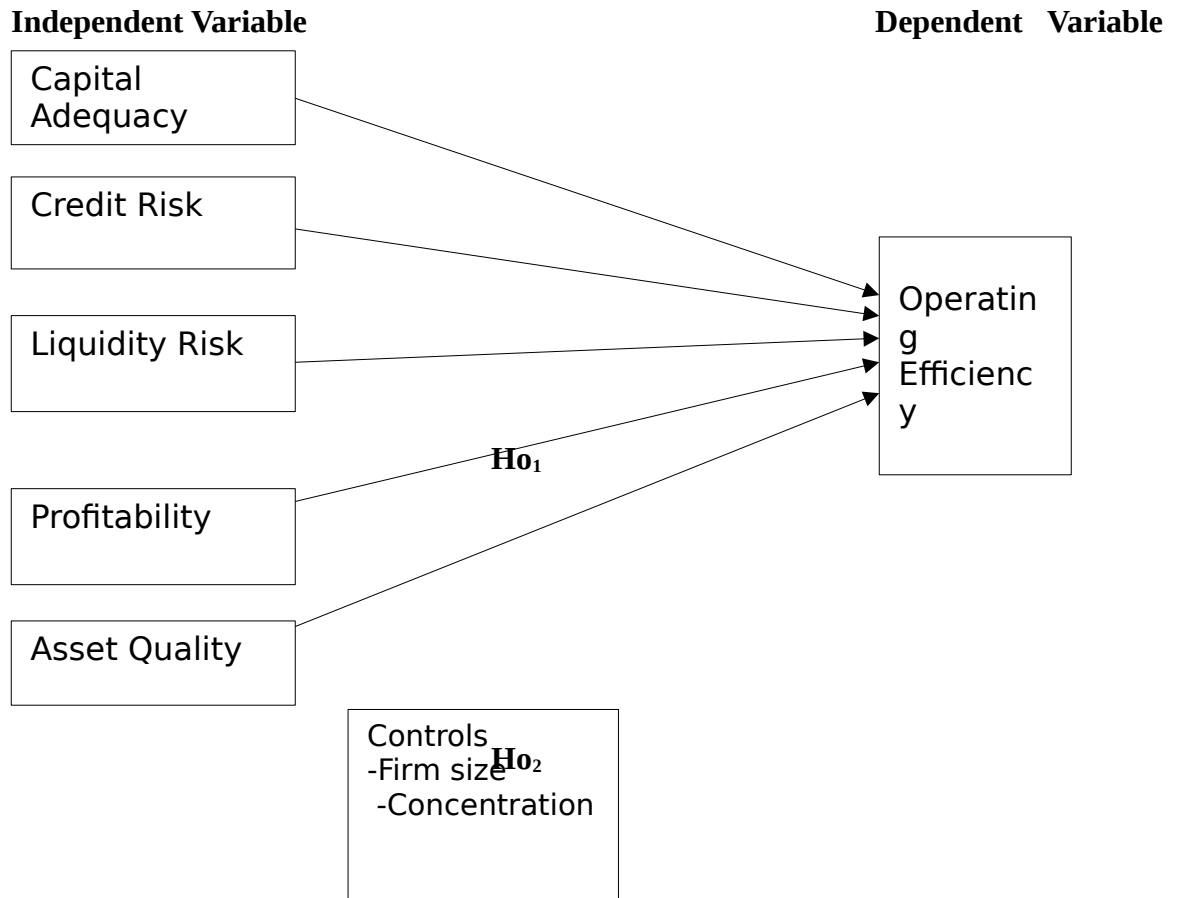 Independent Variable
Dependent Variable
Capital
Adequacy
Credit Risk
Liquidity Risk
Operatin
g
Efficienc
y
Ho₁
Profitability
Asset Quality
Controls
-Firm size
Ho₂
-Concentration